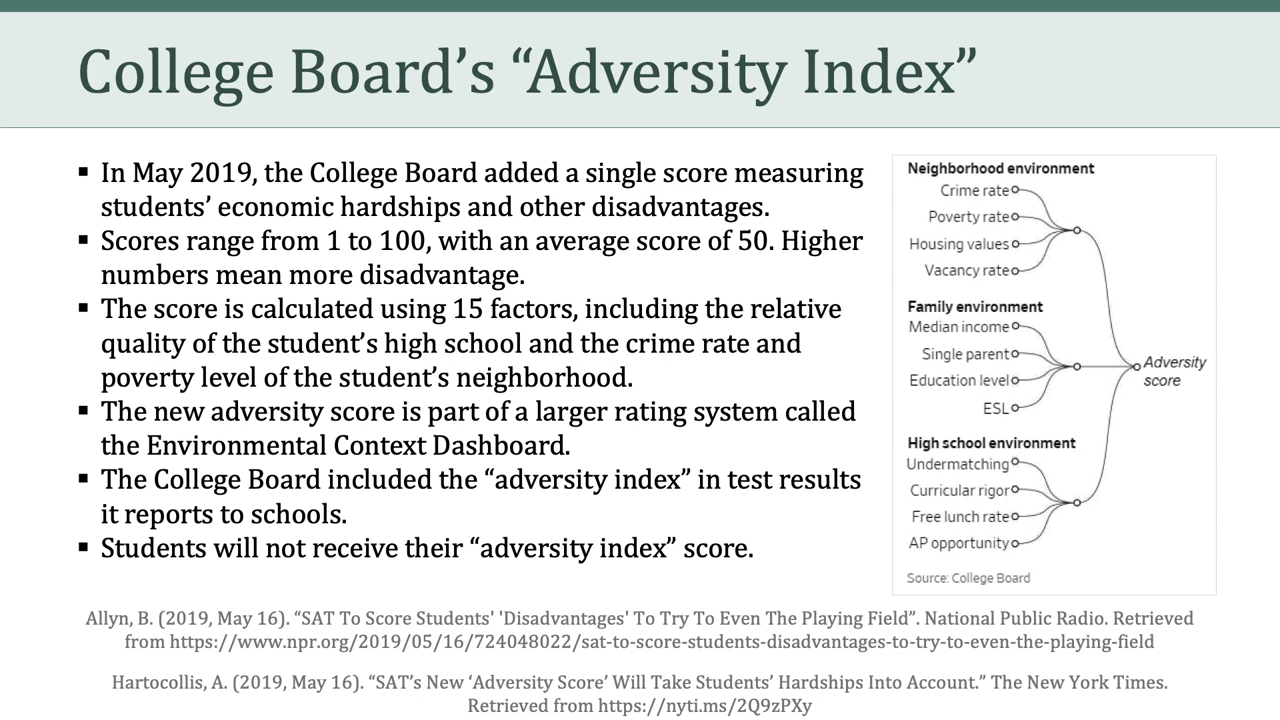 College Board’s “Adversity Index”
▪ In May 2019, the College Board added a single score measuring
students’ economic hardships and other disadvantages.
▪ Scores range from 1 to 100, with an average score of 50. Higher
numbers mean more disadvantage.
▪ The score is calculated using 15 factors, including the relative
quality of the student’s high school and the crime rate and
poverty level of the student’s neighborhood.
▪ The new adversity score is part of a larger rating system called
the Environmental Context Dashboard.
▪ The College Board included the “adversity index” in test results
it reports to schools.
▪ Students will not receive their “adversity index” score.
Neighborhood environment
Crime rate
Poverty rate
Housing values
Vacancy rate
Family environment
Median income
Single parent
Education level
ESL
High school environment
Undermatching
Curricular rigor
Free lunch rate
AP opportunity
Adversity
score
Source: College Board
Allyn, B. (2019, May 16). “SAT To Score Students' 'Disadvantages' To Try To Even The Playing Field”. National Public Radio. Retrieved
from https://www.npr.org/2019/05/16/724048022/sat-to-score-students-disadvantages-to-try-to-even-the-playing-field
Hartocollis, A. (2019, May 16). “SAT’s New ‘Adversity Score’ Will Take Students’ Hardships Into Account.” The New York Times.
Retrieved from https://nyti.ms/2Q9zPXy